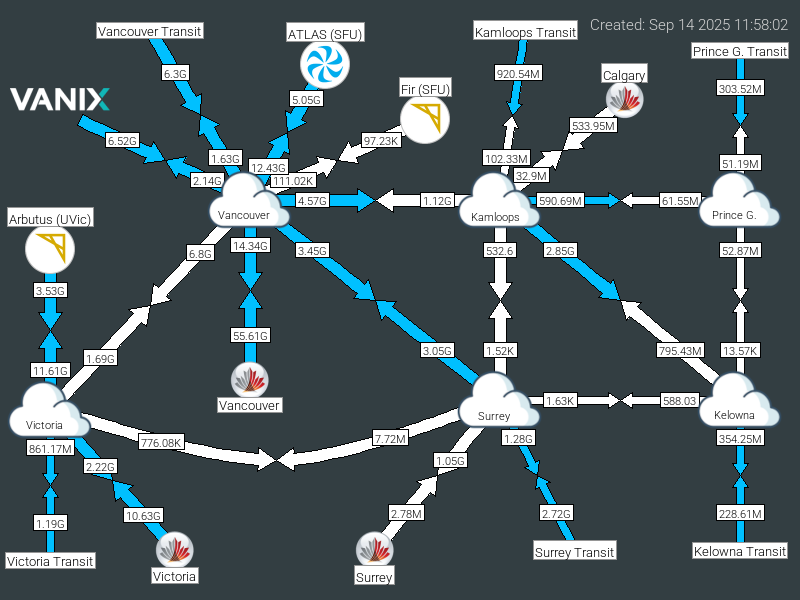 Created: Sep 14 2025 11:58:02
Vancouver Transit
ATLAS (SFU)
Kamloops Transit
Prince G. Transit
6.3G
920.54M
Calgary
303.52M
Fir (SFU)
VANIX
5.05G
533.95M
6.52G
97.23K
1.63G
102.33M
51.19M
12.43G
2.14G
111.02K
32.9M
4.57G
1.12G
590.69M
61.55M
Arbutus (UVic)
Vancouver
Kamloops
Prince G.
6.8G
14.34G
3.45G
532.6
2.85G
52.87M
3.53G
55.61G
1.69G
3.05G
1.52K
795.43M
13.57K
11.61G
Vancouver
1.63K
588.03
Victoria
Surrey
Kelowna
776.08K
7.72M
1.28G
354.25M
861.17M
2.22G
1.05G
1.19G
10.63G
2.78M
2.72G
228.61M
Victoria Transit
Victoria
Surrey
Surrey Transit
Kelowna Transit